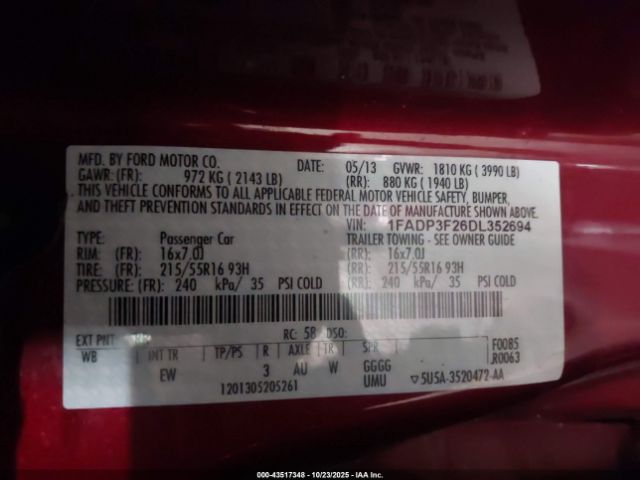 MFD. BY FORD MOTOR CO. DATE: 05/13 GVWR: 1810 KG ( 3990 LB)
GAWR: (FR): 972 KG ( 2143 LB) (RR): 880 KG ( 1940 LB)
THIS VEHICLE CONFORMS TO ALL APPLICABLE FEDERAL MOTOR VEHICLE SAFETY, BUMPER,
AND THEFT PREVENTION STANDARDS IN EFFECT ON THE DATE OF MANUFACTURE SHOWN ABOVE.
VIN: 1FADP3F26DL352694
TYPE: Passenger Car TRAILER TOWING - SEE OWNER GUIDE
RIM: (FR): 16x7.0J (RR): 16x7.0J
TIRE: (FR): 215/55R16 93H (RR): 215/55R16 93H
PRESSURE: (FR): 240 kPa/ 35 PSI COLD (RR): 240 kPa/ 35 PSI COLD
EXT PNT: RC: 58 DSO: F0085
WB INT TR TP/PS R AXLE TR SPR R0063
EW 3 AU W GGGG
1201305205261 UMU ▽5U5A-3520472-AA
000-43517348 - 10/23/2025 - IAA Inc.